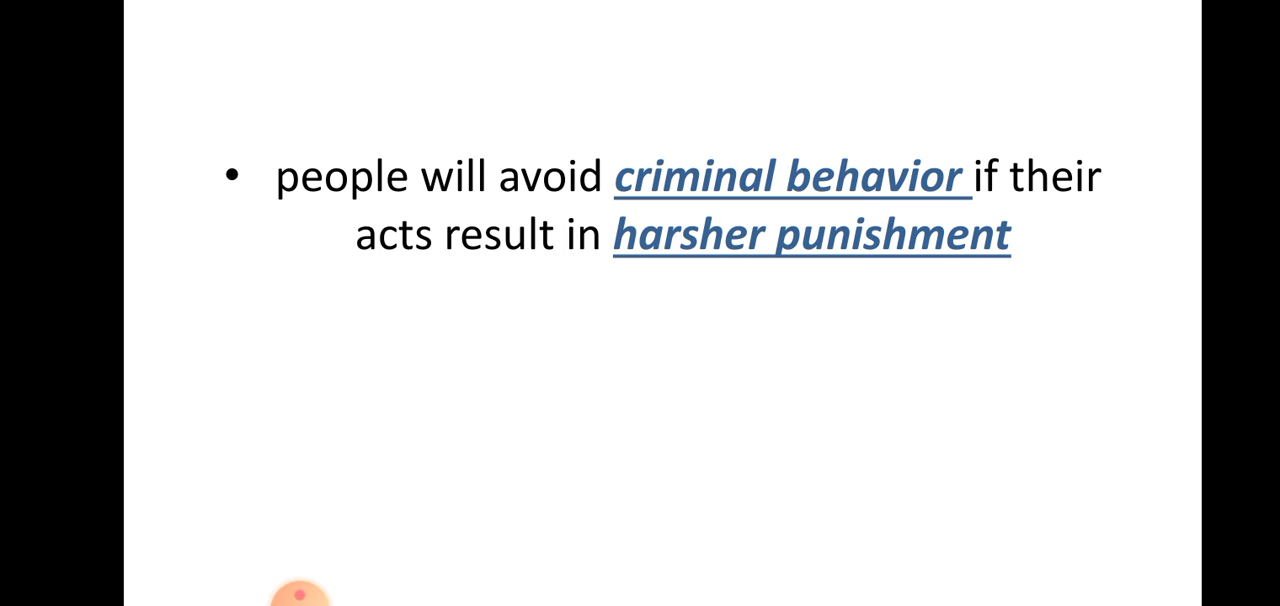 • people will avoid criminal behavior if their
acts result in harsher punishment